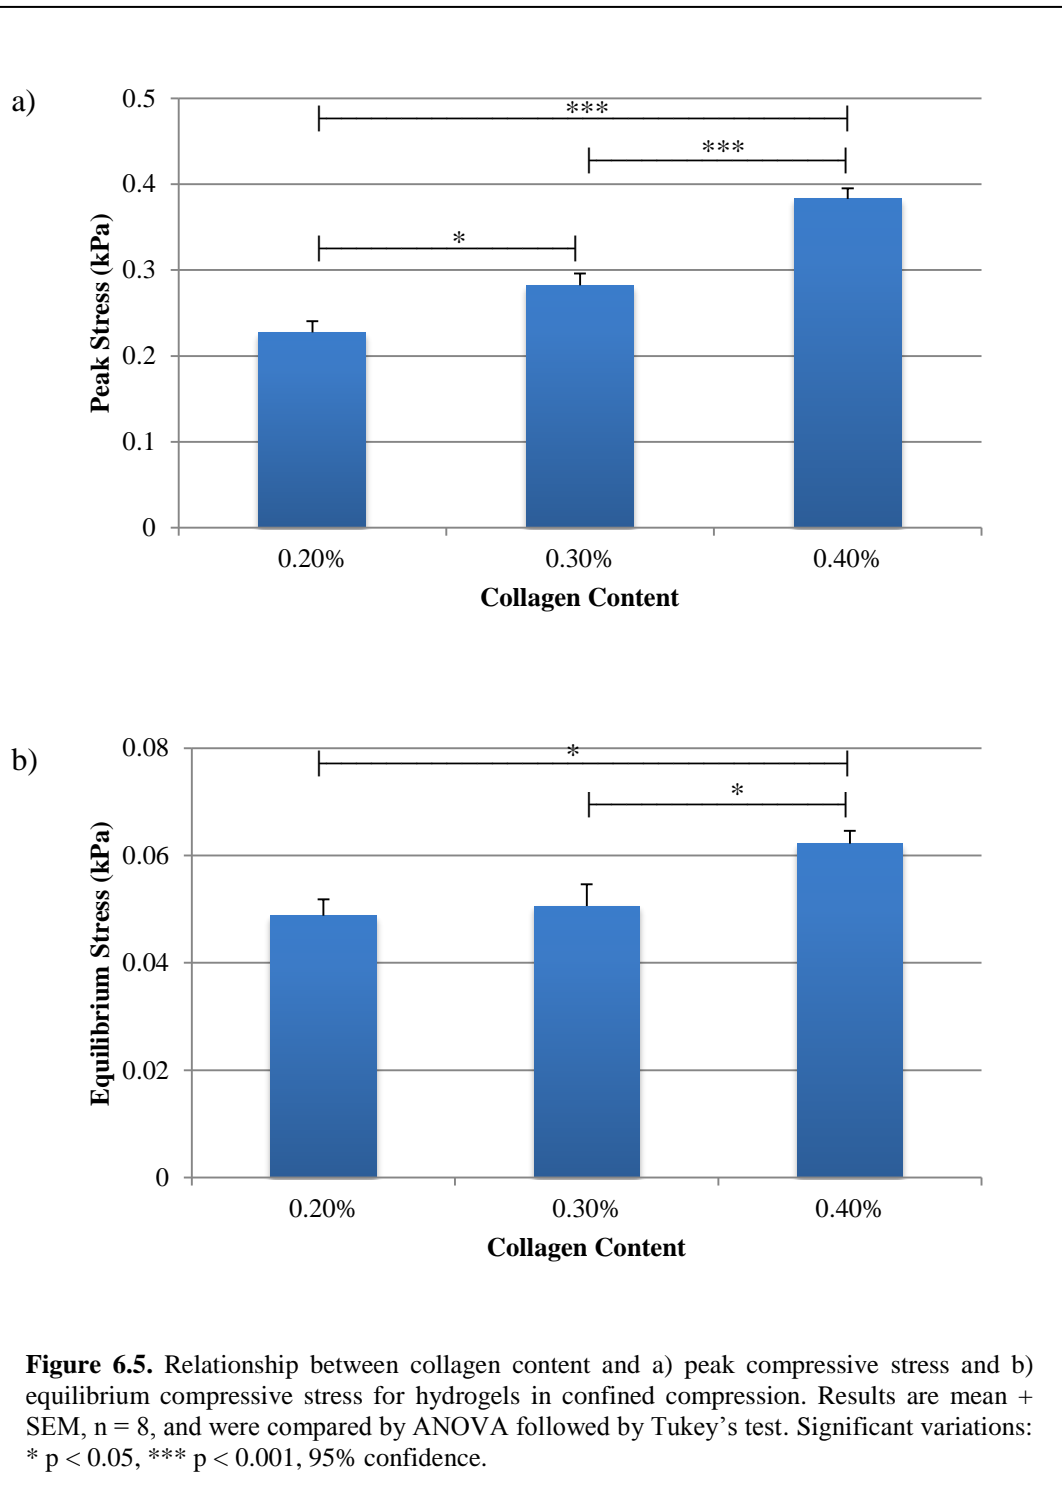 a)
0.5
***
***
0.4
*
0.3
0.2
0.1
0
Peak Stress (kPa)
0.20% 0.30% 0.40%
Collagen Content
b)
0.08
*
*
0.06
0.04
0.02
0
Equilibrium Stress (kPa)
0.20% 0.30% 0.40%
Collagen Content
Figure 6.5. Relationship between collagen content and a) peak compressive stress and b)
equilibrium compressive stress for hydrogels in confined compression. Results are mean +
SEM, n = 8, and were compared by ANOVA followed by Tukey’s test. Significant variations:
* p < 0.05, *** p < 0.001, 95% confidence.